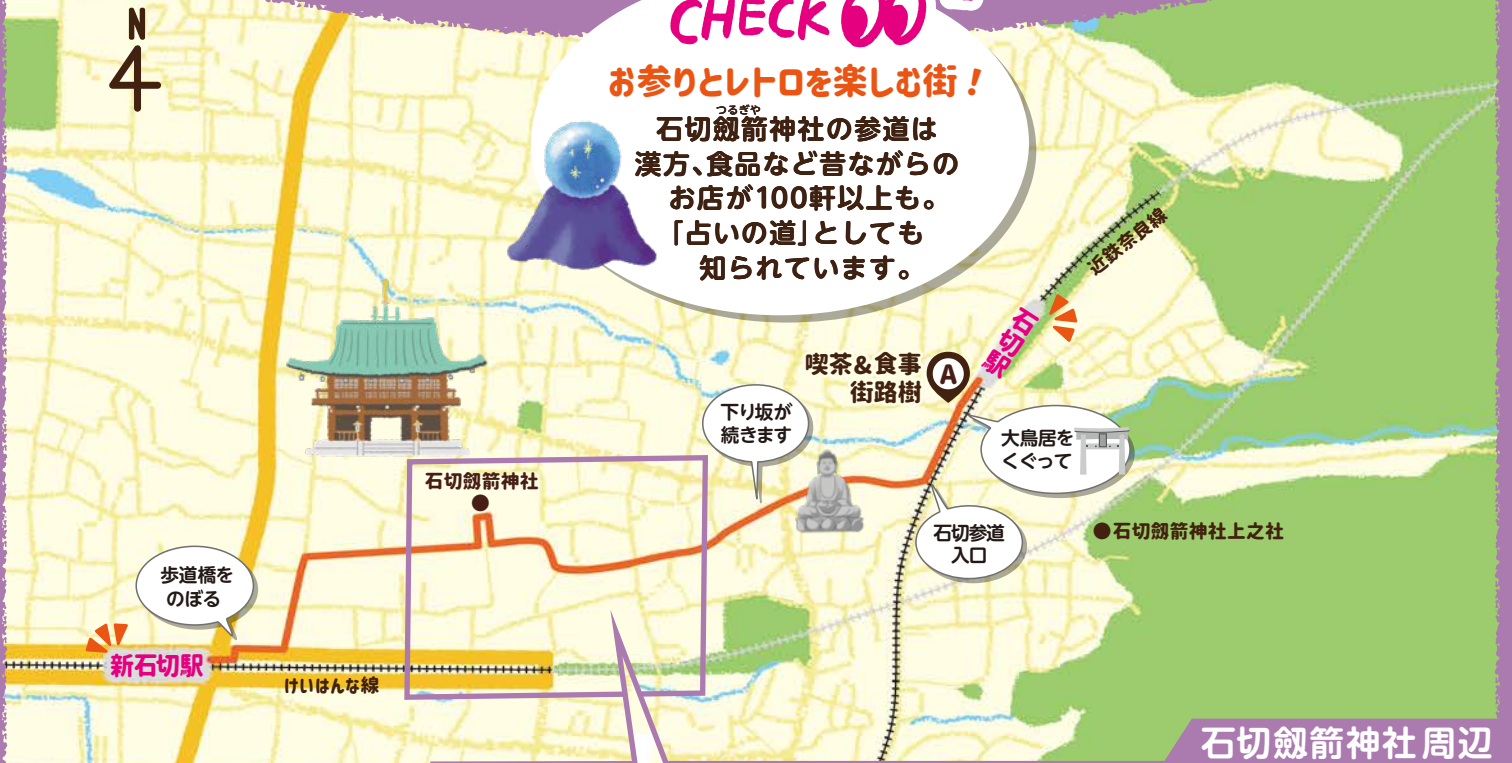 N
CHECK
お参りとレトロを楽しむ街！
つるぎや
石切劔箭神社の参道は
漢方、食品など昔ながらの
お店が100軒以上も。
「占いの道」としても
知られています。
近鉄奈良線
石切駅
喫茶&食事
街路樹
A
下り坂が
続きます
大鳥居を
くぐって
石切劔箭神社
石切参道
入口
●石切劔箭神社上之社
歩道橋を
のぼる
新石切駅
けいはんな線
石切劔箭神社周辺